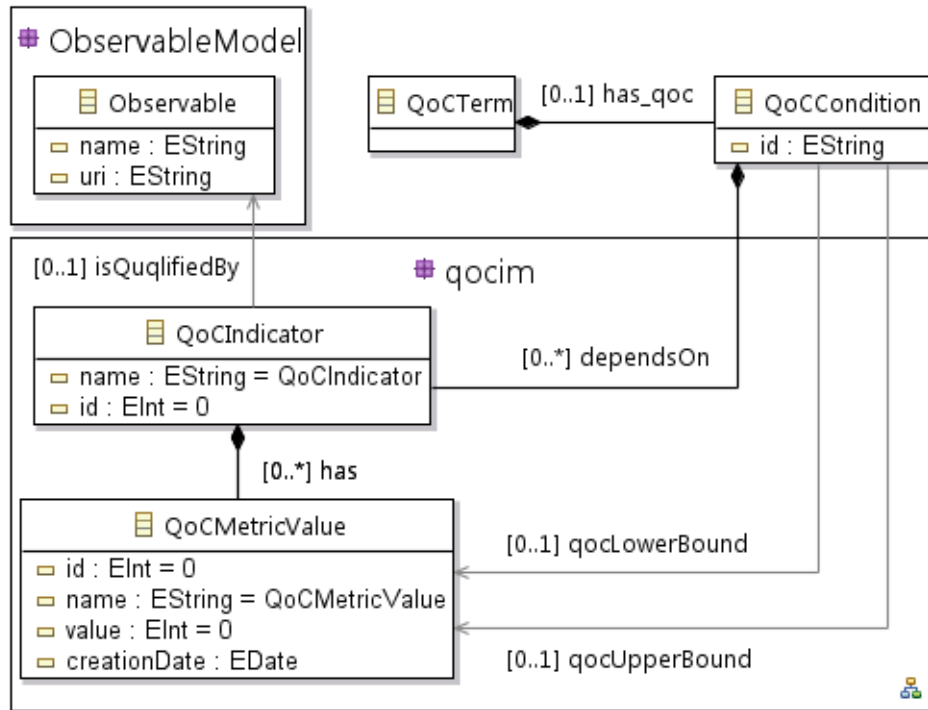 ObservableModel
Observable
name : EString
uri : EString
QoCTerm
[0..1] has_qoc
QoCCondition
id : EString
[0..1] isQuqlifiedBy
qocim
QoCIndicator
name : EString = QoCIndicator
id : EInt = 0
[0..*] dependsOn
[0..*] has
QoCMetricValue
id : EInt = 0
name : EString = QoCMetricValue
value : EInt = 0
creationDate : EDate
[0..1] qocLowerBound
[0..1] qocUpperBound